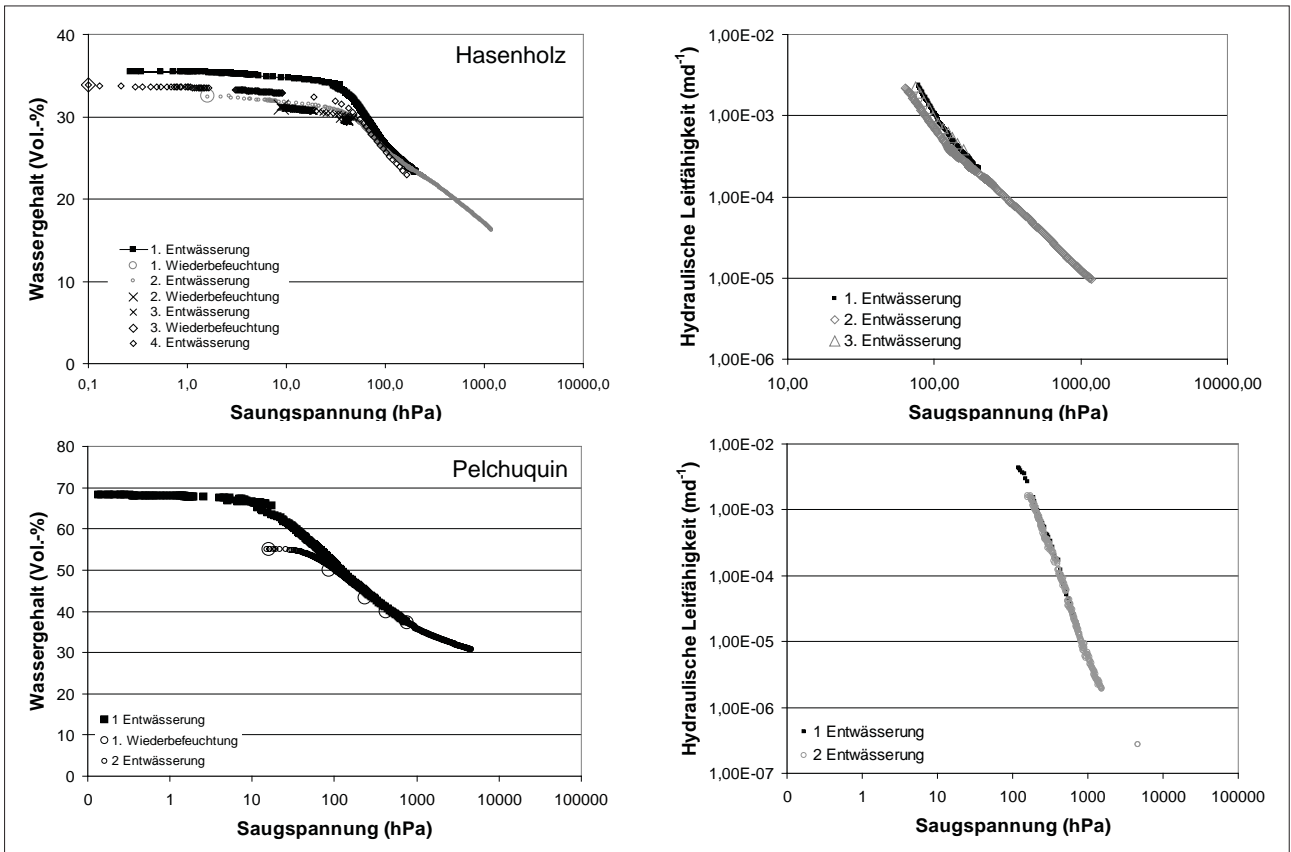 Hasenholz
Wassergehalt (Vol.-%)
40
30
20
10
0
0,1
1,0
10,0
100,0
1000,0
10000,0
Saungspannung (hPa)
1. Entwässerung
1. Wiederbefeuchtung
2. Entwässerung
2. Wiederbefeuchtung
3. Entwässerung
3. Wiederbefeuchtung
4. Entwässerung
Hydraulische Leitfähigkeit (md-1)
1,00E-02
1,00E-03
1,00E-04
1,00E-05
1,00E-06
10,00
100,00
1000,00
10000,00
Saugspannung (hPa)
1. Entwässerung
2. Entwässerung
3. Entwässerung
Pelchuquin
Wassergehalt (Vol.-%)
80
70
60
50
40
30
20
10
0
0
1
10
100
1000
10000
100000
Saugspannung (hPa)
1 Entwässerung
1. Wiederbefeuchtung
2 Entwässerung
Hydraulische Leitfähigkeit (md-1)
1,00E-02
1,00E-03
1,00E-04
1,00E-05
1,00E-06
1,00E-07
0
1
10
100
1000
10000
100000
Saugspannung (hPa)
1 Entwässerung
2 Entwässerung